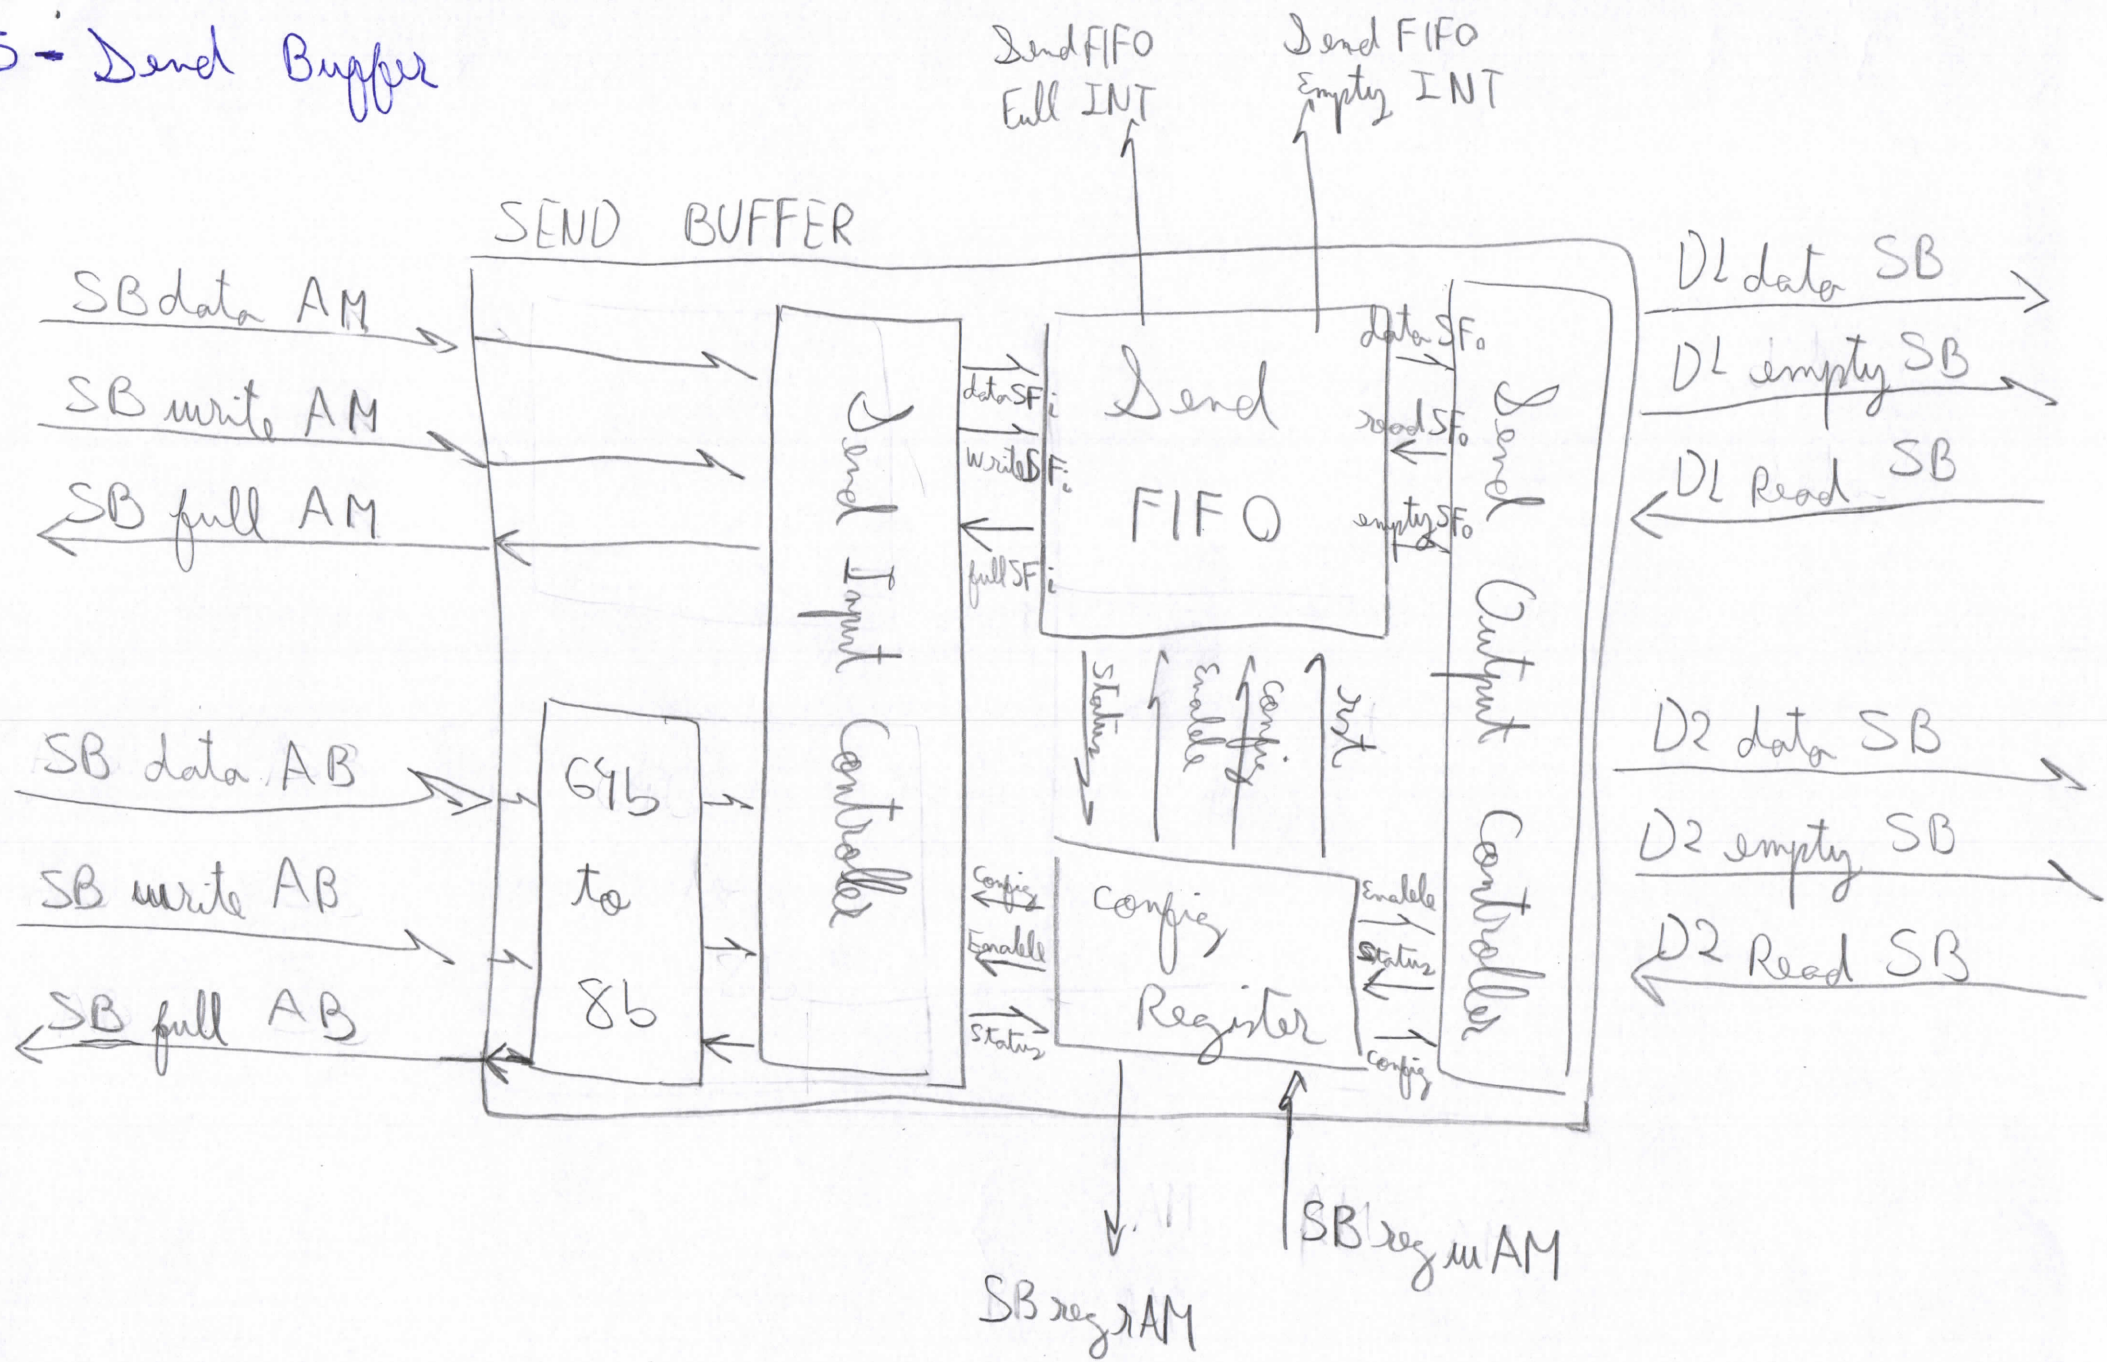 5- Send Buffer
Send FIFO
Full INT
Send FIFO
Empty INT
SEND BUFFER
SB data AM
SB write AM
SB full AM
SB data AB
SB write AB
SB full AB
64b
to
8b
Send Input Controller
data SFi
write SFi
full SFi
Send
FIFO
data SFo
read SFo
empty SFo
Send Output Controller
Status
Enable
Config
rst
Config
Enable
Status
Config
Register
Enable
Status
Config
D1 data SB
D1 empty SB
D1 Read SB
D2 data SB
D2 empty SB
D2 Read SB
SB reg r AM
SB reg w AM